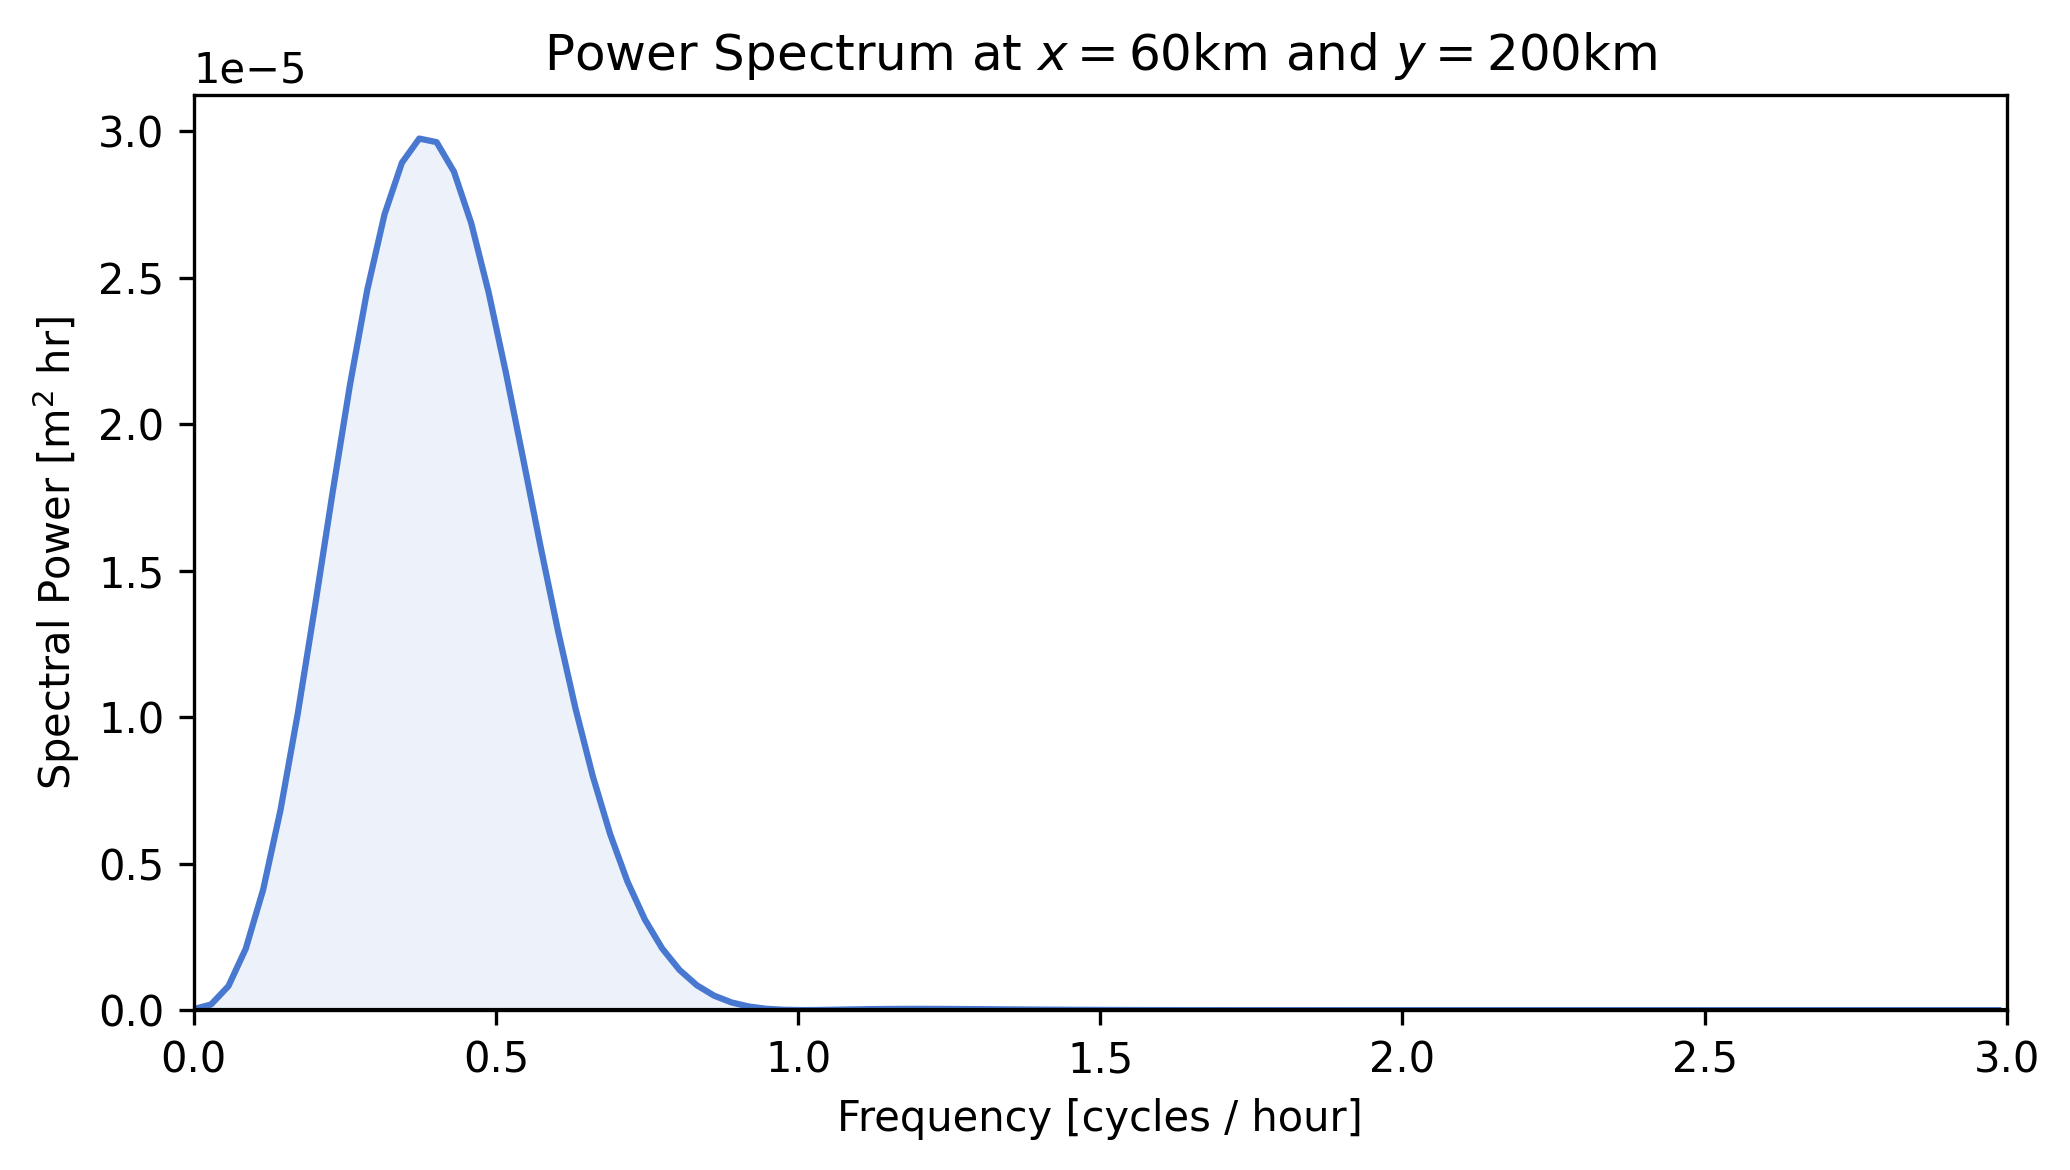 Power Spectrum at x = 60km and y = 200km
1e−5
3.0
2.5
2.0
1.5
1.0
0.5
0.0
Spectral Power [m² hr]
0.0 0.5 1.0 1.5 2.0 2.5 3.0
Frequency [cycles / hour]